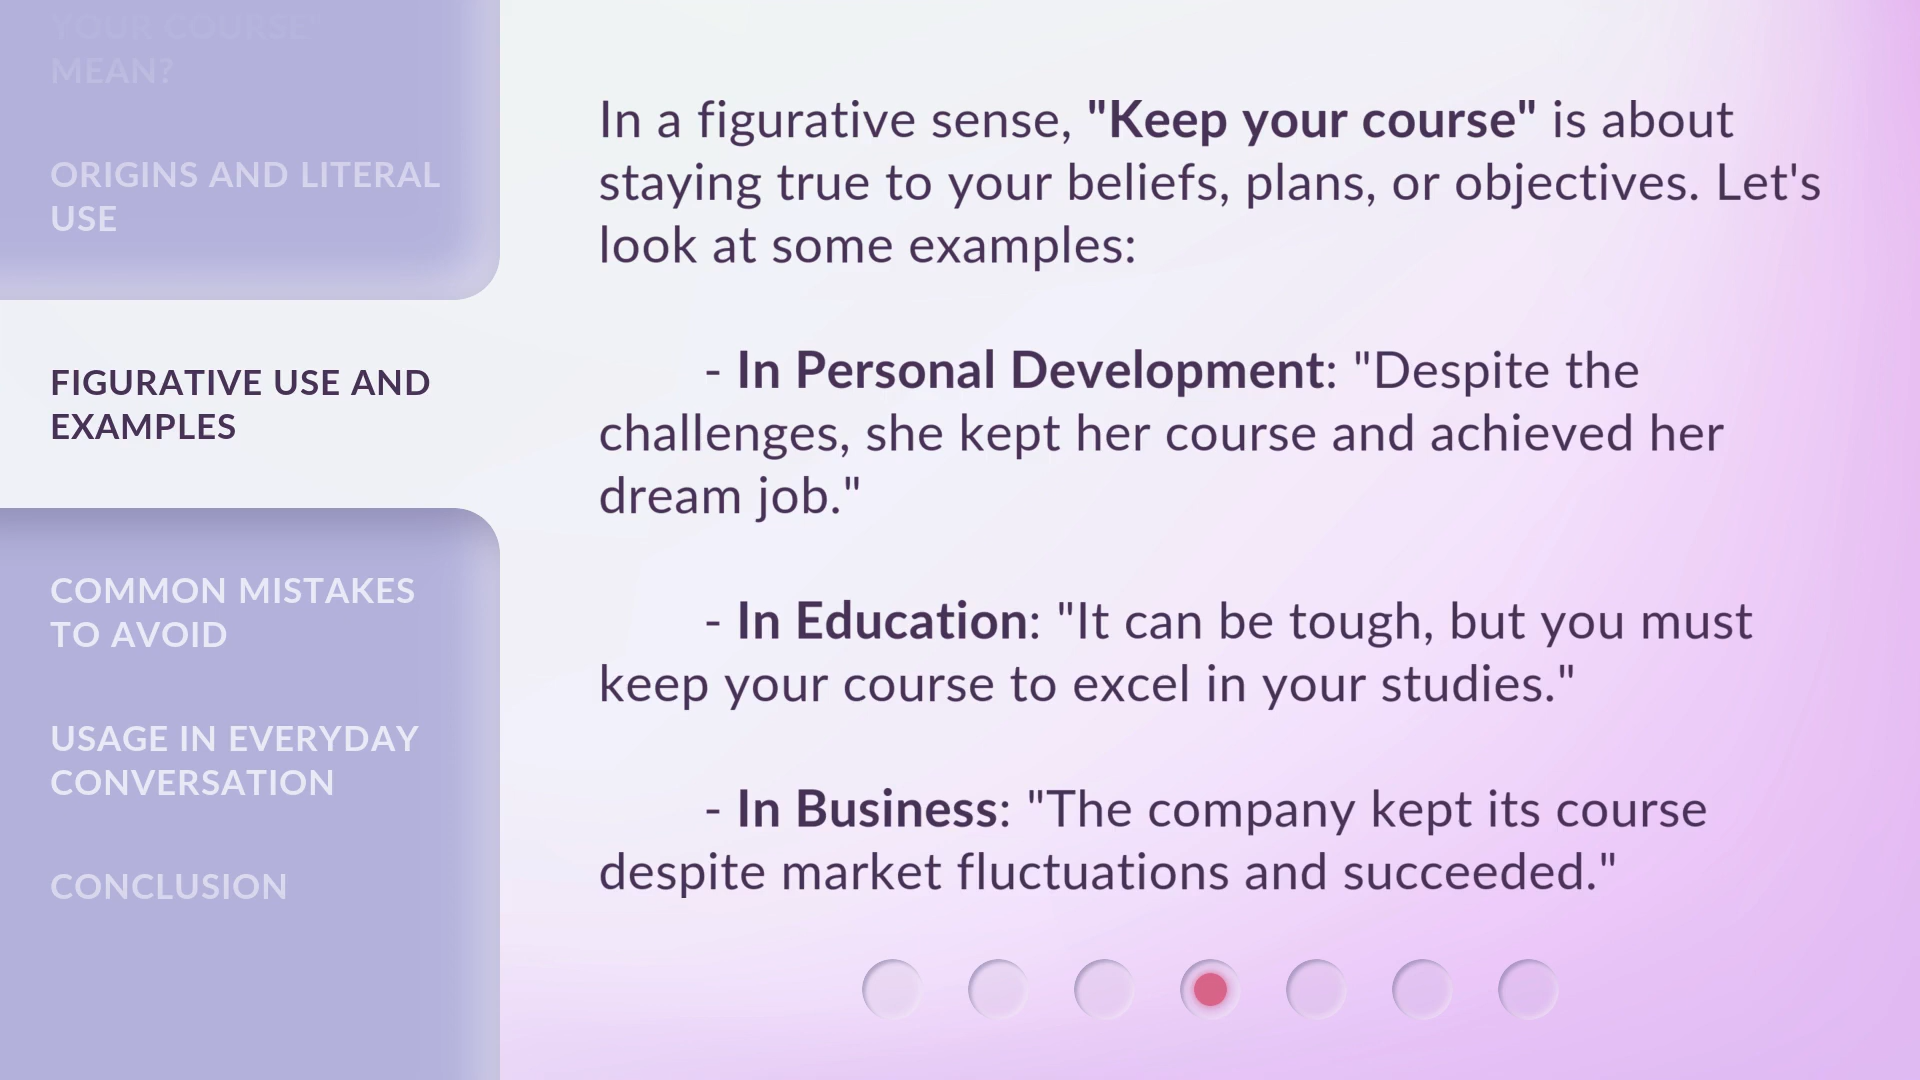 YOUR COURSE"
MEAN?
ORIGINS AND LITERAL
USE
FIGURATIVE USE AND
EXAMPLES
COMMON MISTAKES
TO AVOID
USAGE IN EVERYDAY
CONVERSATION
CONCLUSION
In a figurative sense, "Keep your course" is about
staying true to your beliefs, plans, or objectives. Let's
look at some examples:
- In Personal Development: "Despite the
challenges, she kept her course and achieved her
dream job."
- In Education: "It can be tough, but you must
keep your course to excel in your studies."
- In Business: "The company kept its course
despite market fluctuations and succeeded."